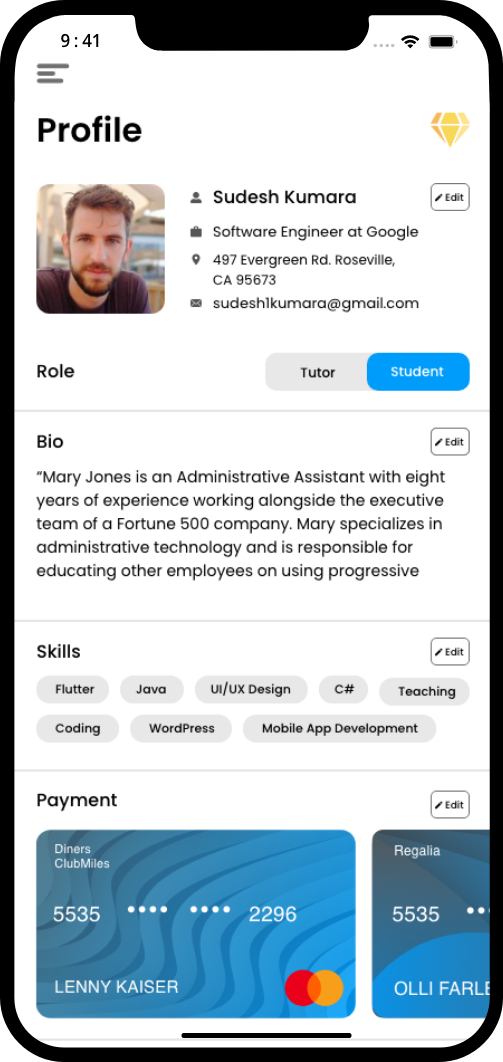 9:41
Profile
Sudesh Kumara
Edit
Software Engineer at Google
497 Evergreen Rd. Roseville,
CA 95673
sudesh1kumara@gmail.com
Role
Tutor
Student
Bio
Edit
“Mary Jones is an Administrative Assistant with eight
years of experience working alongside the executive
team of a Fortune 500 company. Mary specializes in
administrative technology and is responsible for
educating other employees on using progressive
Skills
Edit
Flutter
Java
UI/UX Design
C#
Teaching
Coding
WordPress
Mobile App Development
Payment
Edit
Diners
ClubMiles
5535 •••• •••• 2296
LENNY KAISER
Regalia
5535 ••
OLLI FARLE